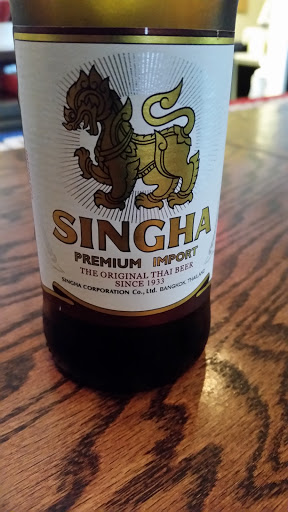 SINGHA
PREMIUM IMPORT
THE ORIGINAL THAI BEER
SINCE 1933
SINGHA CORPORATION Co., Ltd. BANGKOK, THAILAND